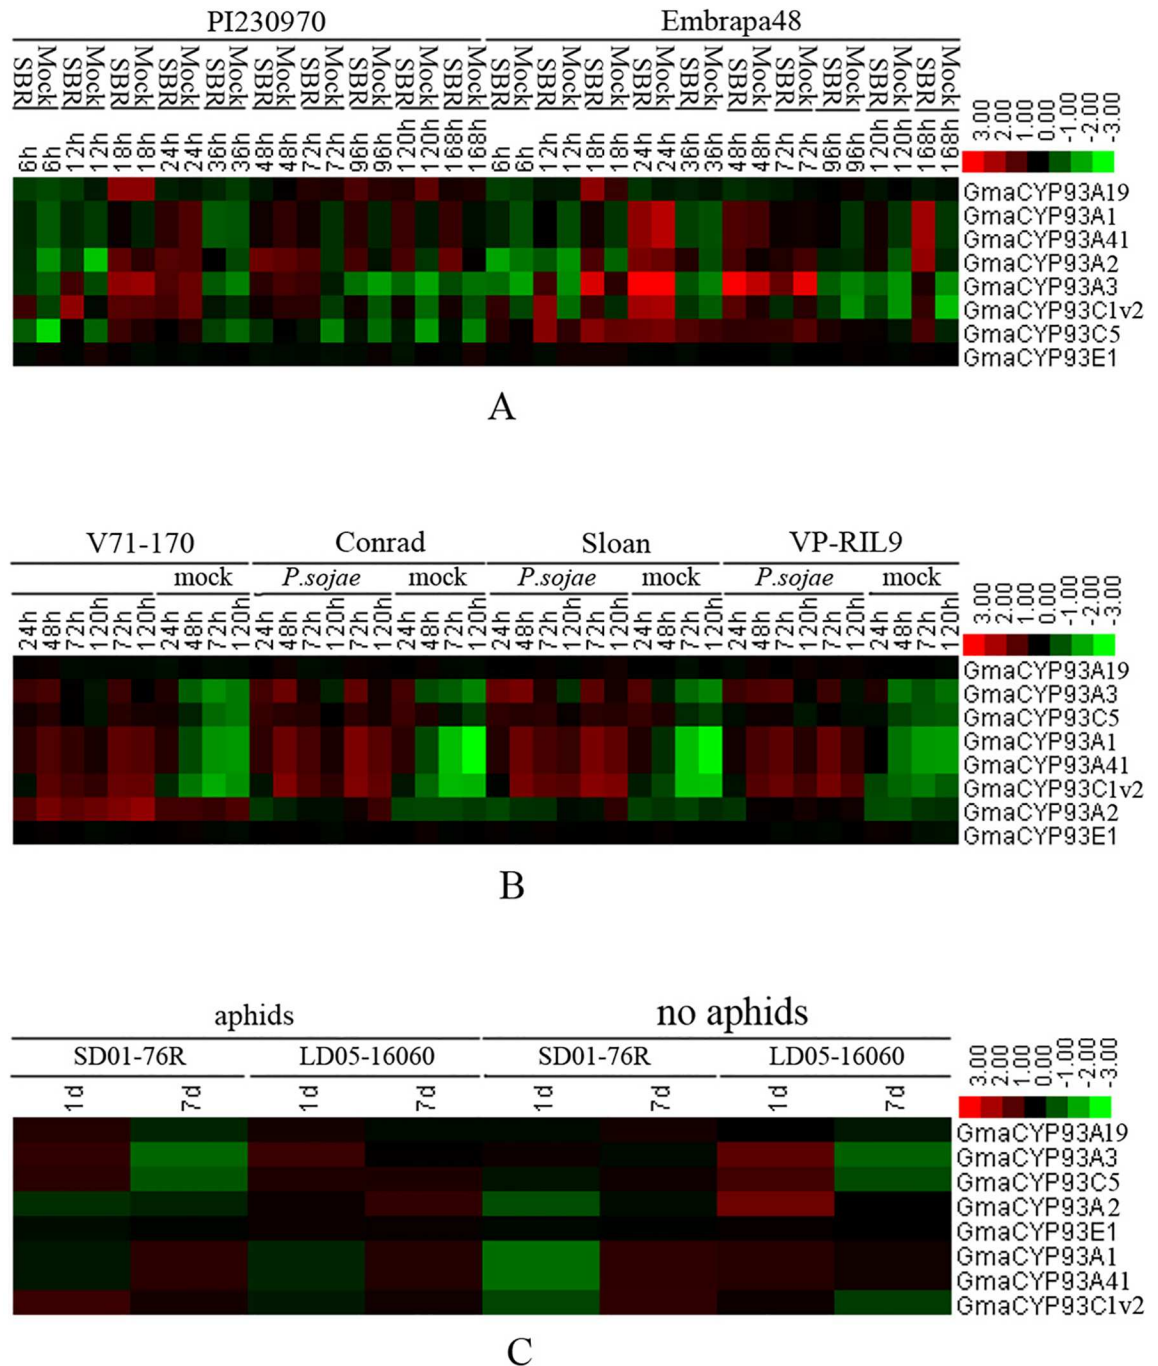 PI230970 Embrapa48
SBR Mock SBR Mock SBR Mock SBR Mock SBR Mock SBR Mock SBR Mock SBR Mock SBR Mock SBR Mock SBR Mock SBR Mock SBR Mock SBR Mock SBR Mock SBR Mock SBR Mock SBR Mock SBR Mock SBR Mock
6h 6h 12h 12h 18h 18h 24h 24h 36h 36h 48h 48h 72h 72h 96h 96h 120h 120h 168h 168h 6h 6h 12h 12h 18h 18h 24h 24h 36h 36h 48h 48h 72h 72h 96h 96h 120h 120h 168h 168h
3.00 2.00 1.00 0.00 -1.00 -2.00 -3.00
GmaCYP93A19
GmaCYP93A1
GmaCYP93A41
GmaCYP93A2
GmaCYP93A3
GmaCYP93C1v2
GmaCYP93C5
GmaCYP93E1
A
V71-170 Conrad Sloan VP-RIL9
mock P.sojae mock P.sojae mock P.sojae mock
24h 48h 72h 120h 72h 120h 24h 48h 72h 120h 24h 48h 72h 120h 72h 120h 24h 48h 72h 120h 24h 48h 72h 120h 72h 120h 24h 48h 72h 120h 24h 48h 72h 120h 72h 120h 24h 48h 72h 120h
3.00 2.00 1.00 0.00 -1.00 -2.00 -3.00
GmaCYP93A19
GmaCYP93A3
GmaCYP93C5
GmaCYP93A1
GmaCYP93A41
GmaCYP93C1v2
GmaCYP93A2
GmaCYP93E1
B
aphids no aphids
SD01-76R LD05-16060 SD01-76R LD05-16060
1d 7d 1d 7d 1d 7d 1d 7d
3.00 2.00 1.00 0.00 -1.00 -2.00 -3.00
GmaCYP93A19
GmaCYP93A3
GmaCYP93C5
GmaCYP93A2
GmaCYP93E1
GmaCYP93A1
GmaCYP93A41
GmaCYP93C1v2
C